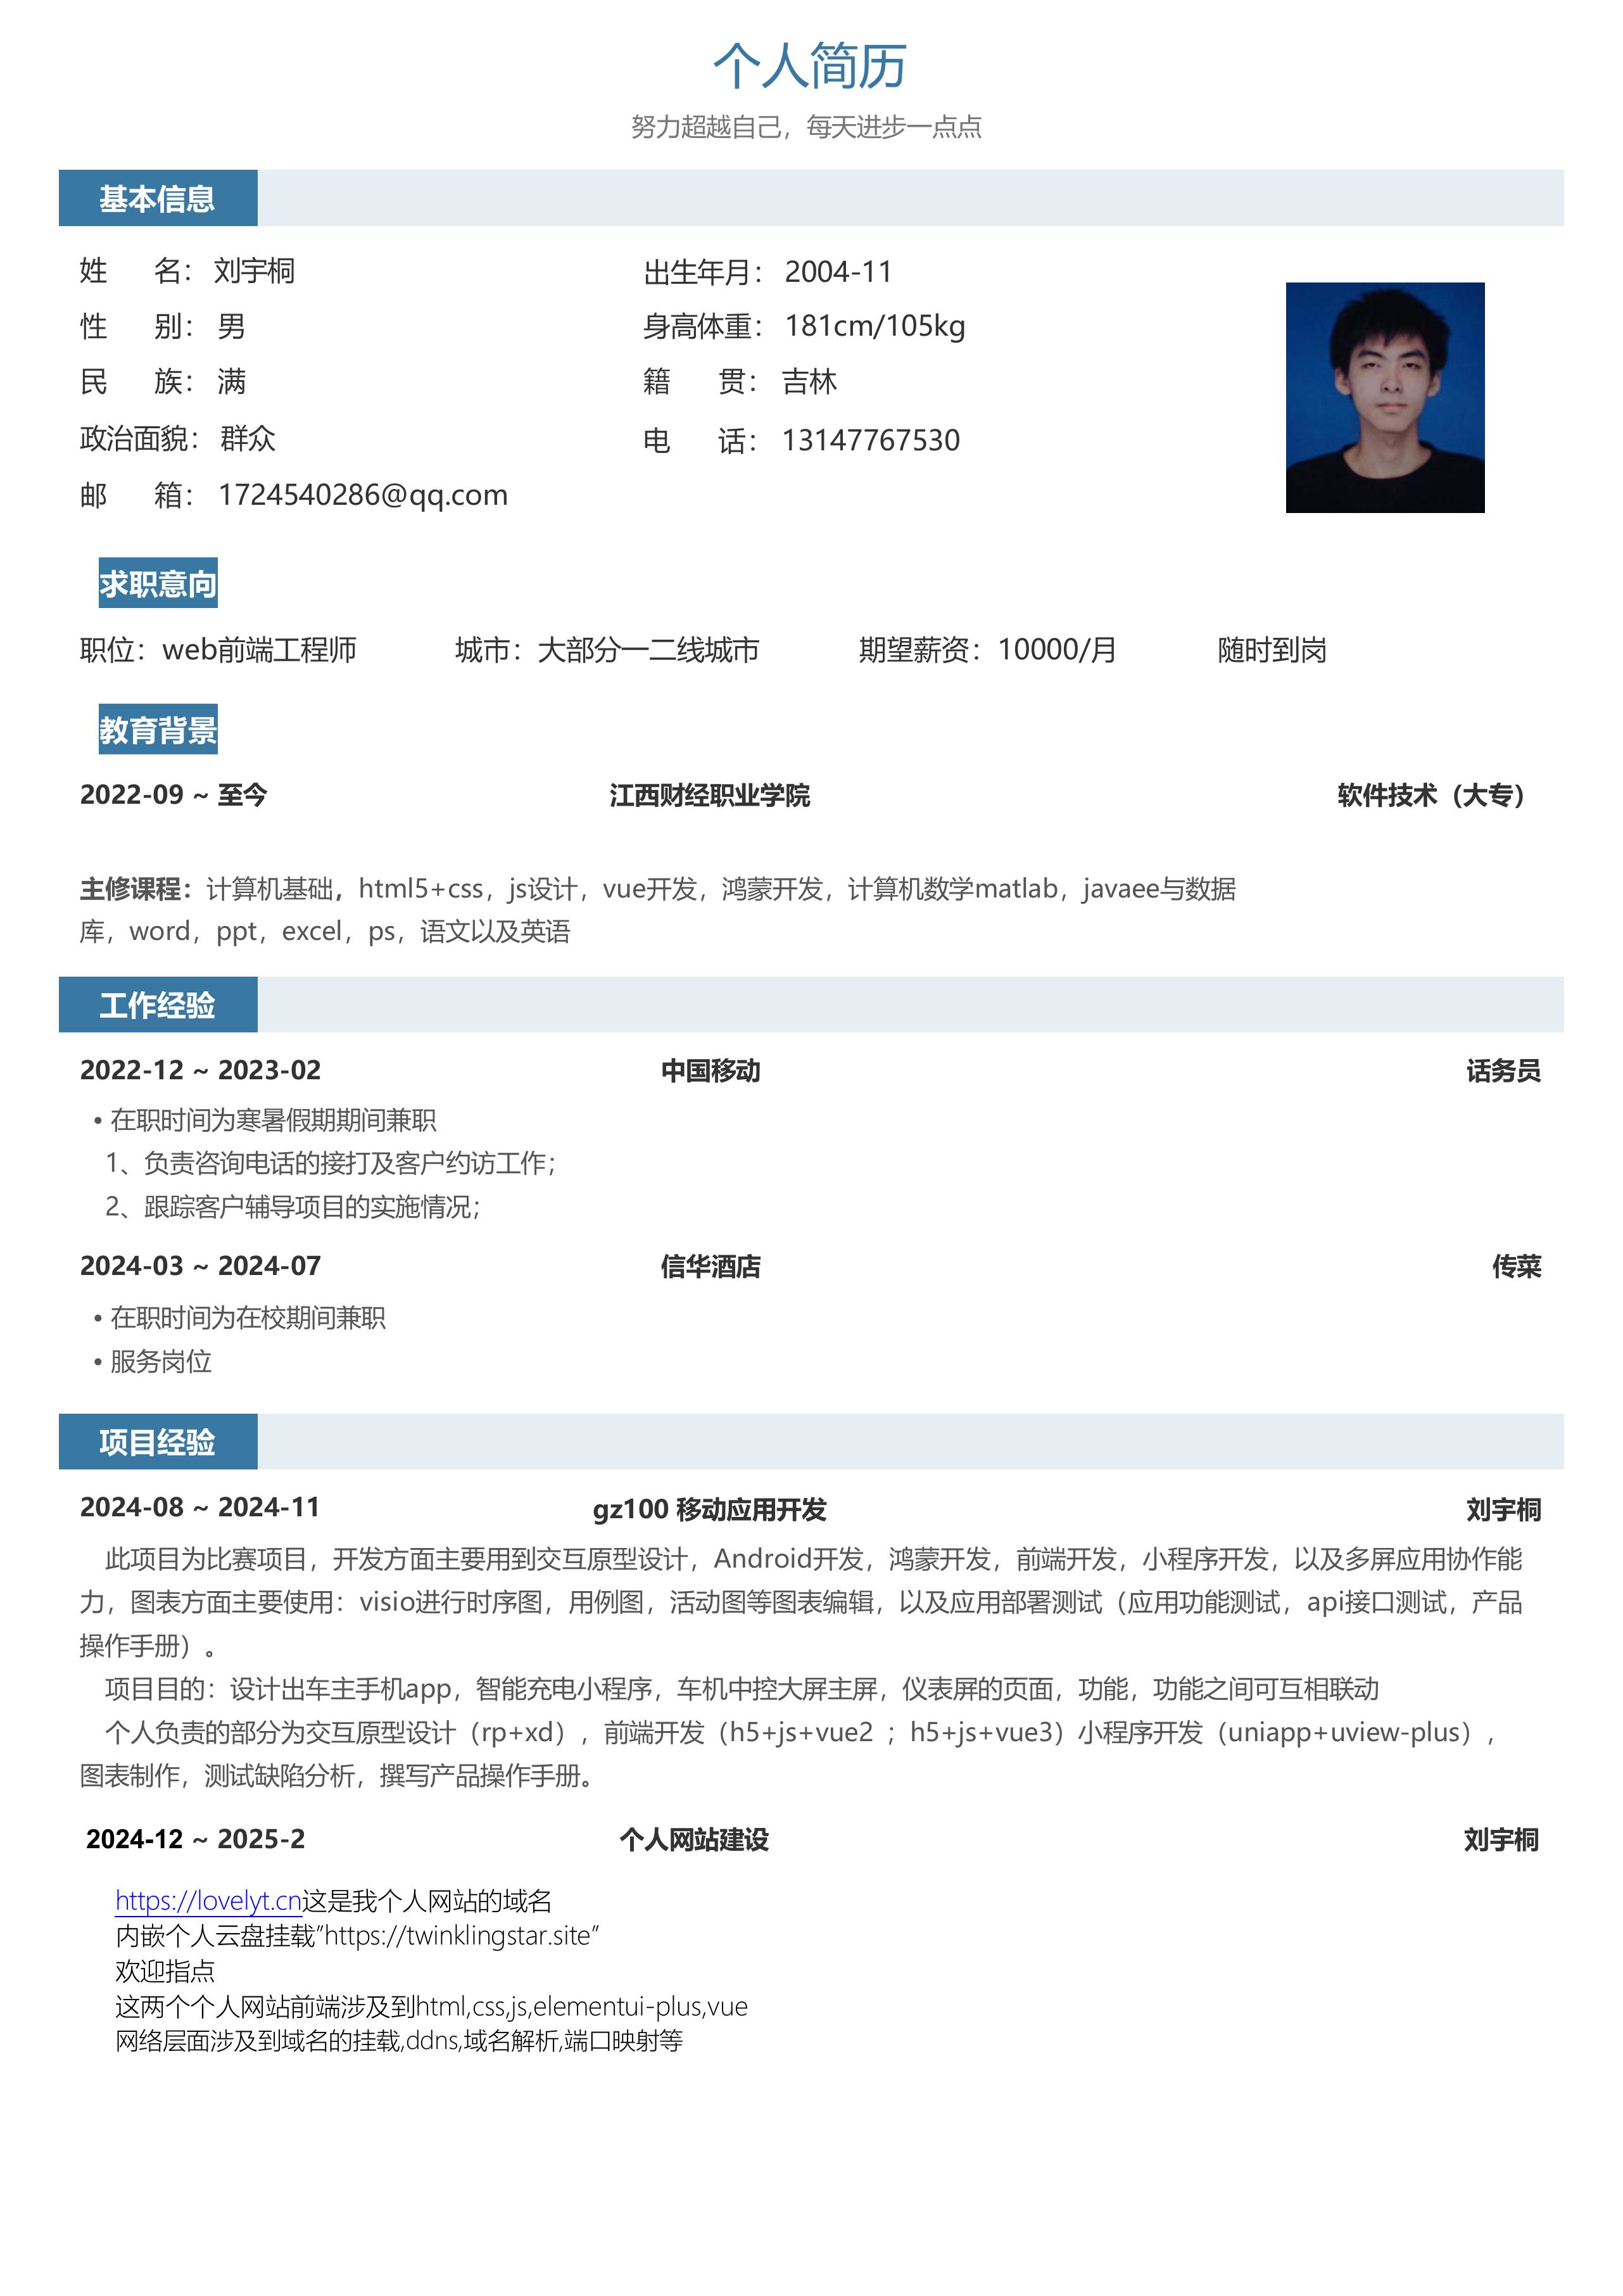 个人简历
努力超越自己，每天进步一点点
基本信息
姓 名： 刘宇桐 出生年月： 2004-11
性 别： 男 身高体重： 181cm/105kg
民 族： 满 籍 贯： 吉林
政治面貌： 群众 电 话： 13147767530
邮 箱： 1724540286@qq.com
求职意向
职位：web前端工程师 城市：大部分一二线城市 期望薪资：10000/月 随时到岗
教育背景
2022-09 ~ 至今 江西财经职业学院 软件技术（大专）
主修课程：计算机基础，html5+css，js设计，vue开发，鸿蒙开发，计算机数学matlab，javaee与数据
库，word，ppt，excel，ps，语文以及英语
工作经验
2022-12 ~ 2023-02 中国移动 话务员
• 在职时间为寒暑假期期间兼职
1、负责咨询电话的接打及客户约访工作；
2、跟踪客户辅导项目的实施情况；
2024-03 ~ 2024-07 信华酒店 传菜
• 在职时间为在校期间兼职
• 服务岗位
项目经验
2024-08 ~ 2024-11 gz100 移动应用开发 刘宇桐
此项目为比赛项目，开发方面主要用到交互原型设计，Android开发，鸿蒙开发，前端开发，小程序开发，以及多屏应用协作能
力，图表方面主要使用：visio进行时序图，用例图，活动图等图表编辑，以及应用部署测试（应用功能测试，api接口测试，产品
操作手册）。
项目目的：设计出车主手机app，智能充电小程序，车机中控大屏主屏，仪表屏的页面，功能，功能之间可互相联动
个人负责的部分为交互原型设计（rp+xd），前端开发（h5+js+vue2 ；h5+js+vue3）小程序开发（uniapp+uview-plus），
图表制作，测试缺陷分析，撰写产品操作手册。
2024-12 ~ 2025-2 个人网站建设 刘宇桐
https://lovelyt.cn这是我个人网站的域名
内嵌个人云盘挂载”https://twinklingstar.site”
欢迎指点
这两个个人网站前端涉及到html,css,js,elementui-plus,vue
网络层面涉及到域名的挂载,ddns,域名解析,端口映射等